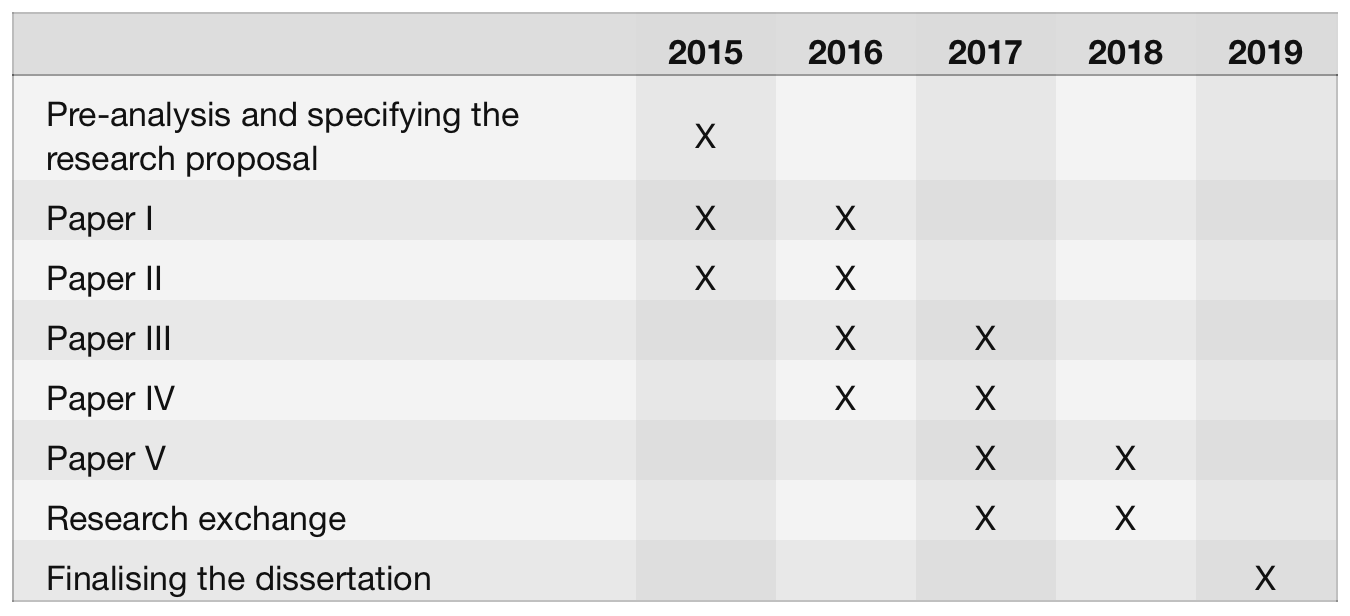 2015 2016 2017 2018 2019
Pre-analysis and specifying the
research proposal X
Paper I X X
Paper II X X
Paper III X X
Paper IV X X
Paper V X X
Research exchange X X
Finalising the dissertation X